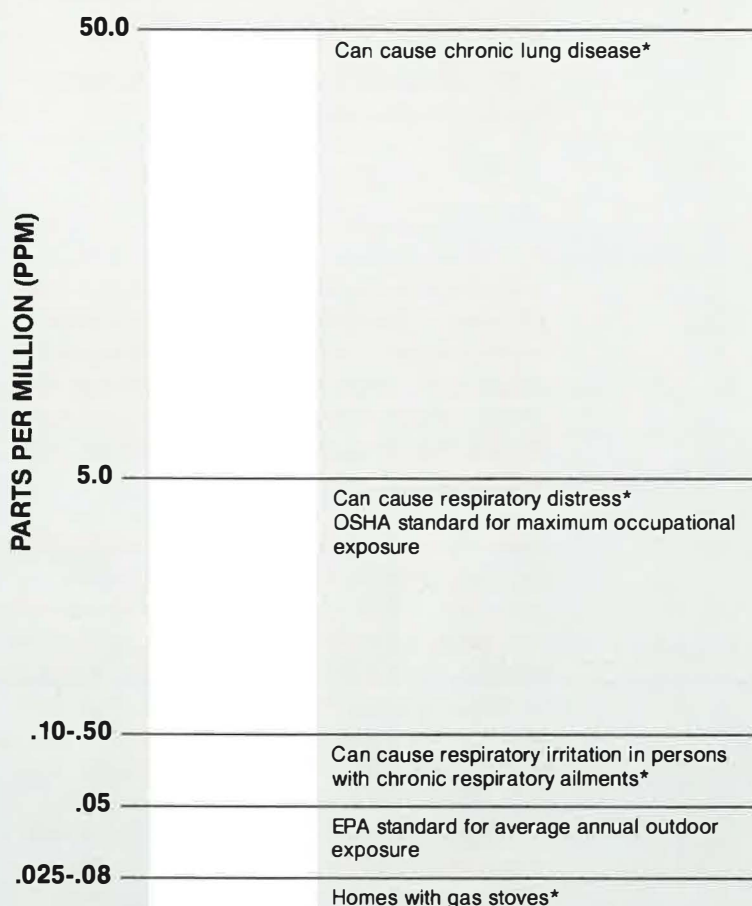 50.0
Can cause chronic lung disease*
PARTS PER MILLION (PPM)
5.0
Can cause respiratory distress*
OSHA standard for maximum occupational
exposure
.10-.50
Can cause respiratory irritation in persons
with chronic respiratory ailments*
.05
EPA standard for average annual outdoor
exposure
.025-.08
Homes with gas stoves*